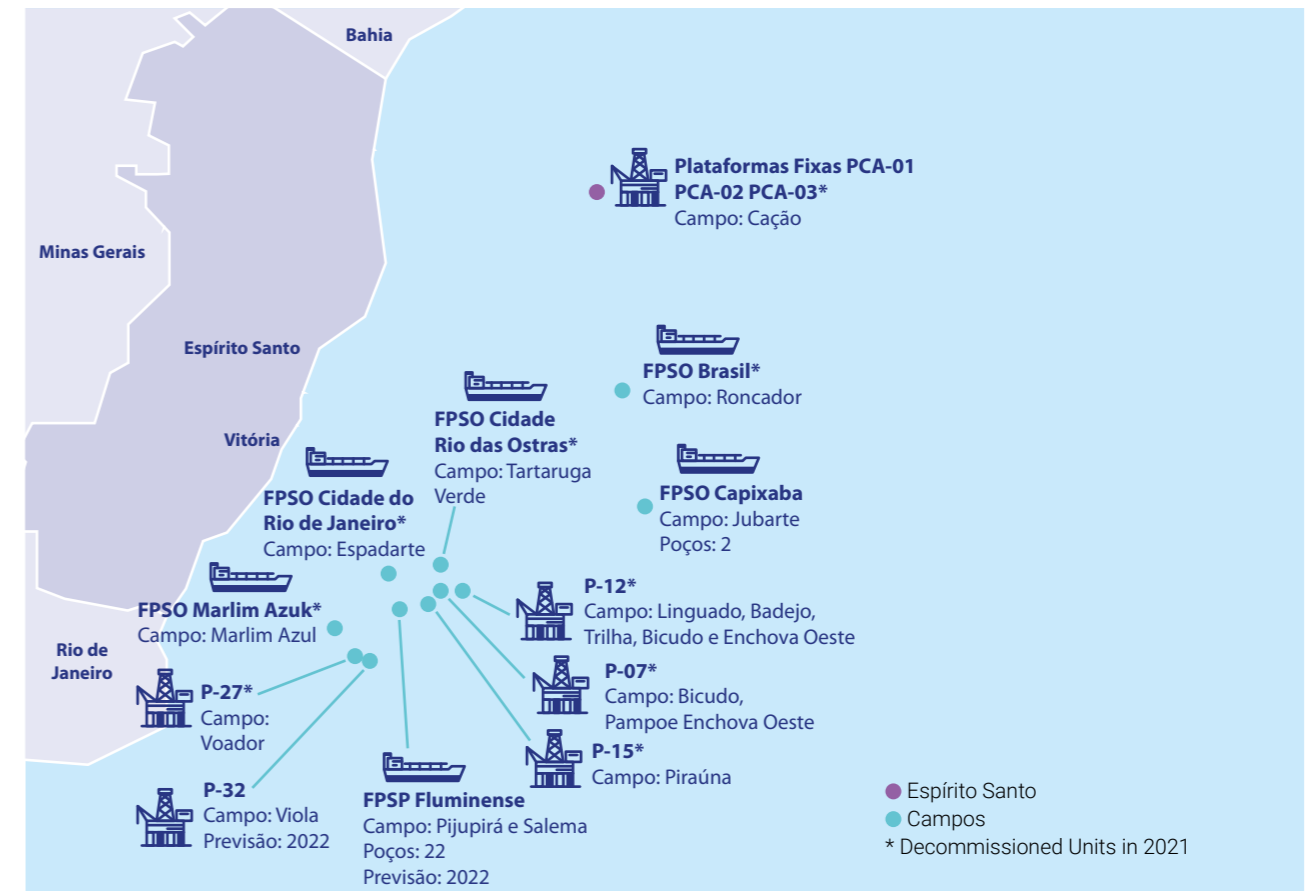 Bahia
Minas Gerais
Espírito Santo
Vitória
Rio de
Janeiro
Plataformas Fixas PCA-01
PCA-02 PCA-03*
Campo: Cação
FPSO Brasil*
Campo: Roncador
FPSO Cidade
Rio das Ostras*
Campo: Tartaruga
Verde
FPSO Capixaba
Campo: Jubarte
Poços: 2
FPSO Cidade do
Rio de Janeiro*
Campo: Espadarte
FPSO Marlim Azuk*
Campo: Marlim Azul
P-12*
Campo: Linguado, Badejo,
Trilha, Bicudo e Enchova Oeste
P-07*
Campo: Bicudo,
Pampoe Enchova Oeste
P-15*
Campo: Piraúna
P-27*
Campo:
Voador
P-32
Campo: Viola
Previsão: 2022
FPSP Fluminense
Campo: Pijupirá e Salema
Poços: 22
Previsão: 2022
Espírito Santo
Campos
* Decommissioned Units in 2021